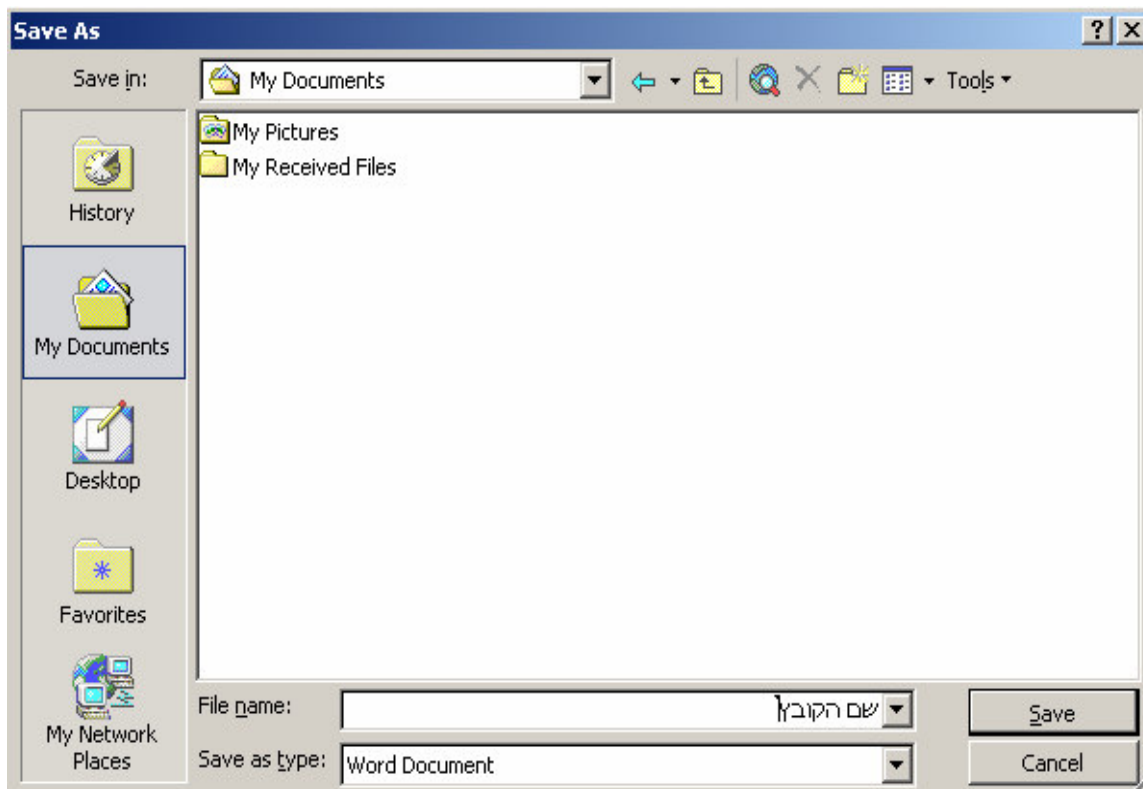 Save As
Save in:
My Documents
Tools
History
My Documents
Desktop
Favorites
My Network
Places
My Pictures
My Received Files
File name:
שם הקובץ
Save
Save as type:
Word Document
Cancel